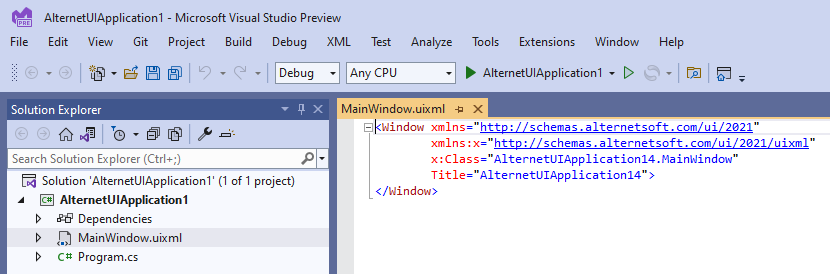 AlternetUIApplication1 - Microsoft Visual Studio Preview
PRE
File Edit View Git Project Build Debug XML Test Analyze Tools Extensions Window Help
Debug Any CPU AlternetUIApplication1
Solution Explorer
Search Solution Explorer (Ctrl+;)
Solution 'AlternetUIApplication1' (1 of 1 project)
C# AlternetUIApplication1
Dependencies
MainWindow.uixml
C# Program.cs
MainWindow.uixml
<Window xmlns="http://schemas.alternetsoft.com/ui/2021"
xmlns:x="http://schemas.alternetsoft.com/ui/2021/uixml"
x:Class="AlternetUIApplication14.MainWindow"
Title="AlternetUIApplication14">
</Window>